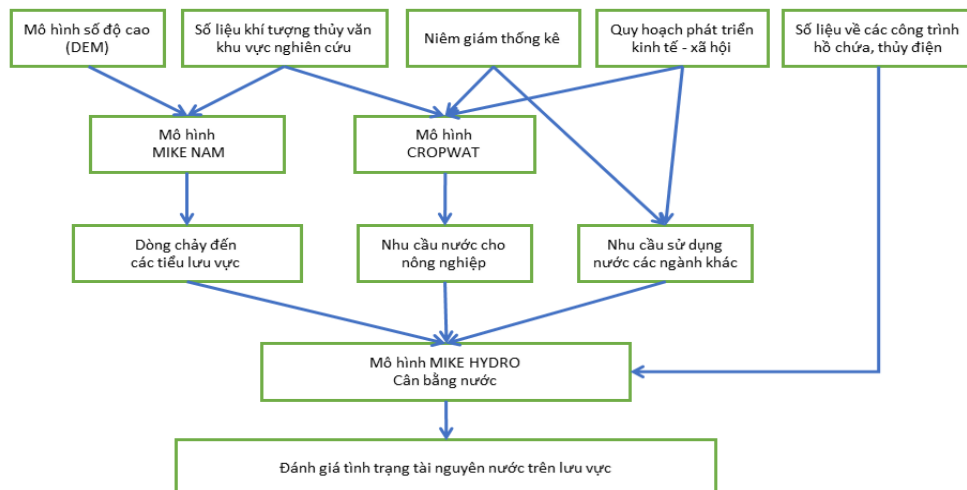 Mô hình số độ cao
(DEM)
Số liệu khí tượng thủy văn
khu vực nghiên cứu
Niêm giám thống kê
Quy hoạch phát triển
kinh tế - xã hội
Số liệu về các công trình
hồ chứa, thủy điện
Mô hình
MIKE NAM
Mô hình
CROPWAT
Dòng chảy đến
các tiểu lưu vực
Nhu cầu nước cho
nông nghiệp
Nhu cầu sử dụng
nước các ngành khác
Mô hình MIKE HYDRO
Cân bằng nước
Đánh giá tình trạng tài nguyên nước trên lưu vực